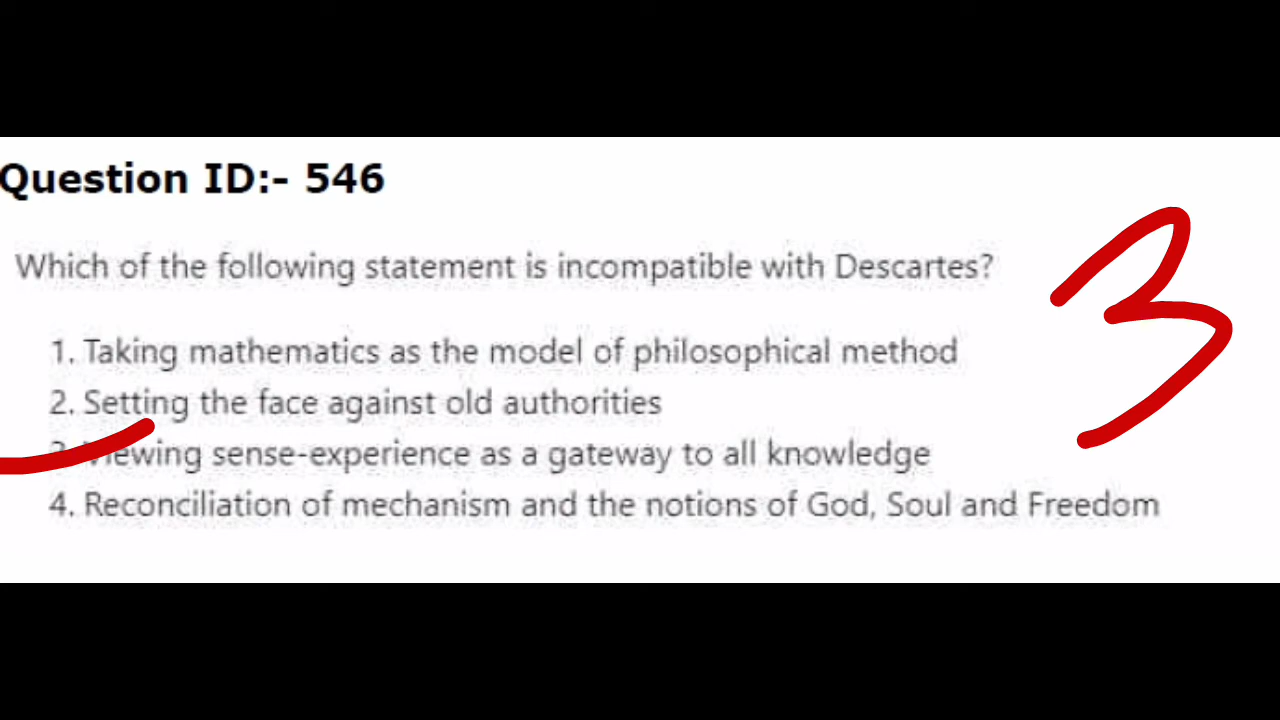 Question ID:- 546
Which of the following statement is incompatible with Descartes?
1. Taking mathematics as the model of philosophical method
2. Setting the face against old authorities
3. Viewing sense-experience as a gateway to all knowledge
4. Reconciliation of mechanism and the notions of God, Soul and Freedom
3